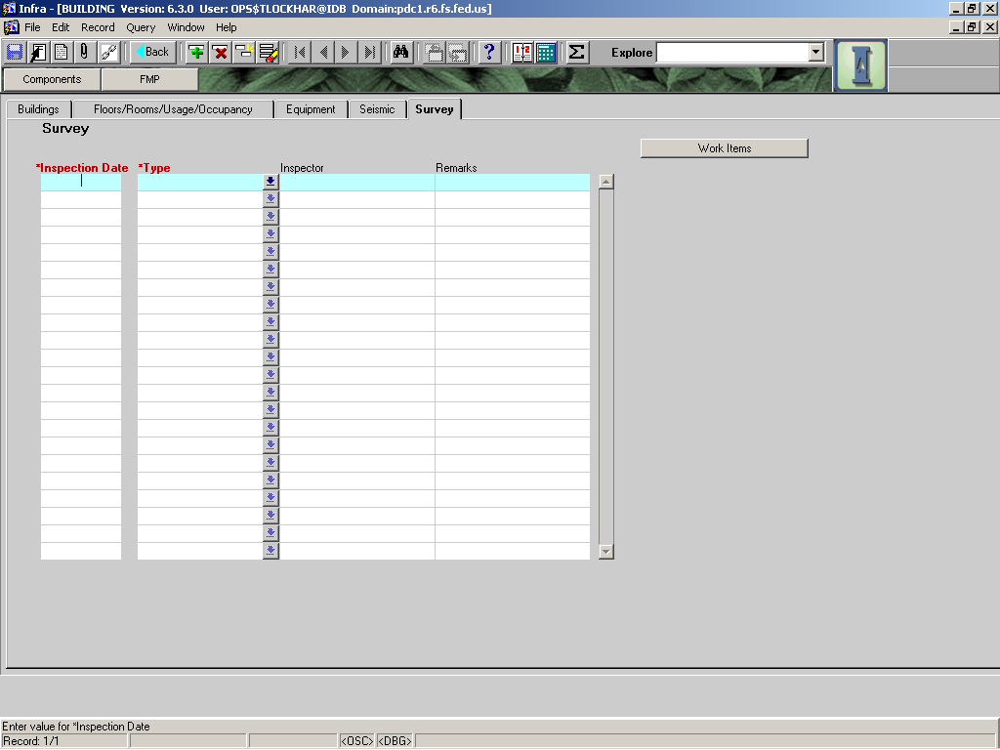 Infra - [BUILDING Version: 6.3.0 User: OPS$TLOCKHAR@IDB Domain:pdc1.r6.fs.fed.us]
File Edit Record Query Window Help
Back Explore
Components FMP
Buildings Floors/Rooms/Usage/Occupancy Equipment Seismic Survey
Survey
Work Items
*Inspection Date *Type Inspector Remarks
Enter value for *Inspection Date
Record: 1/1 <OSC> <DBG>